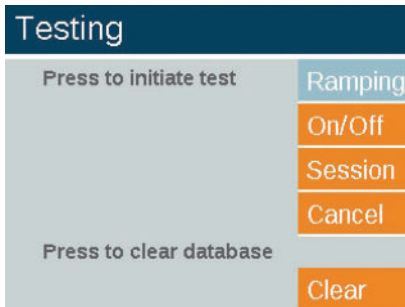 Testing
Press to initiate test
Ramping
On/Off
Session
Cancel
Press to clear database
Clear